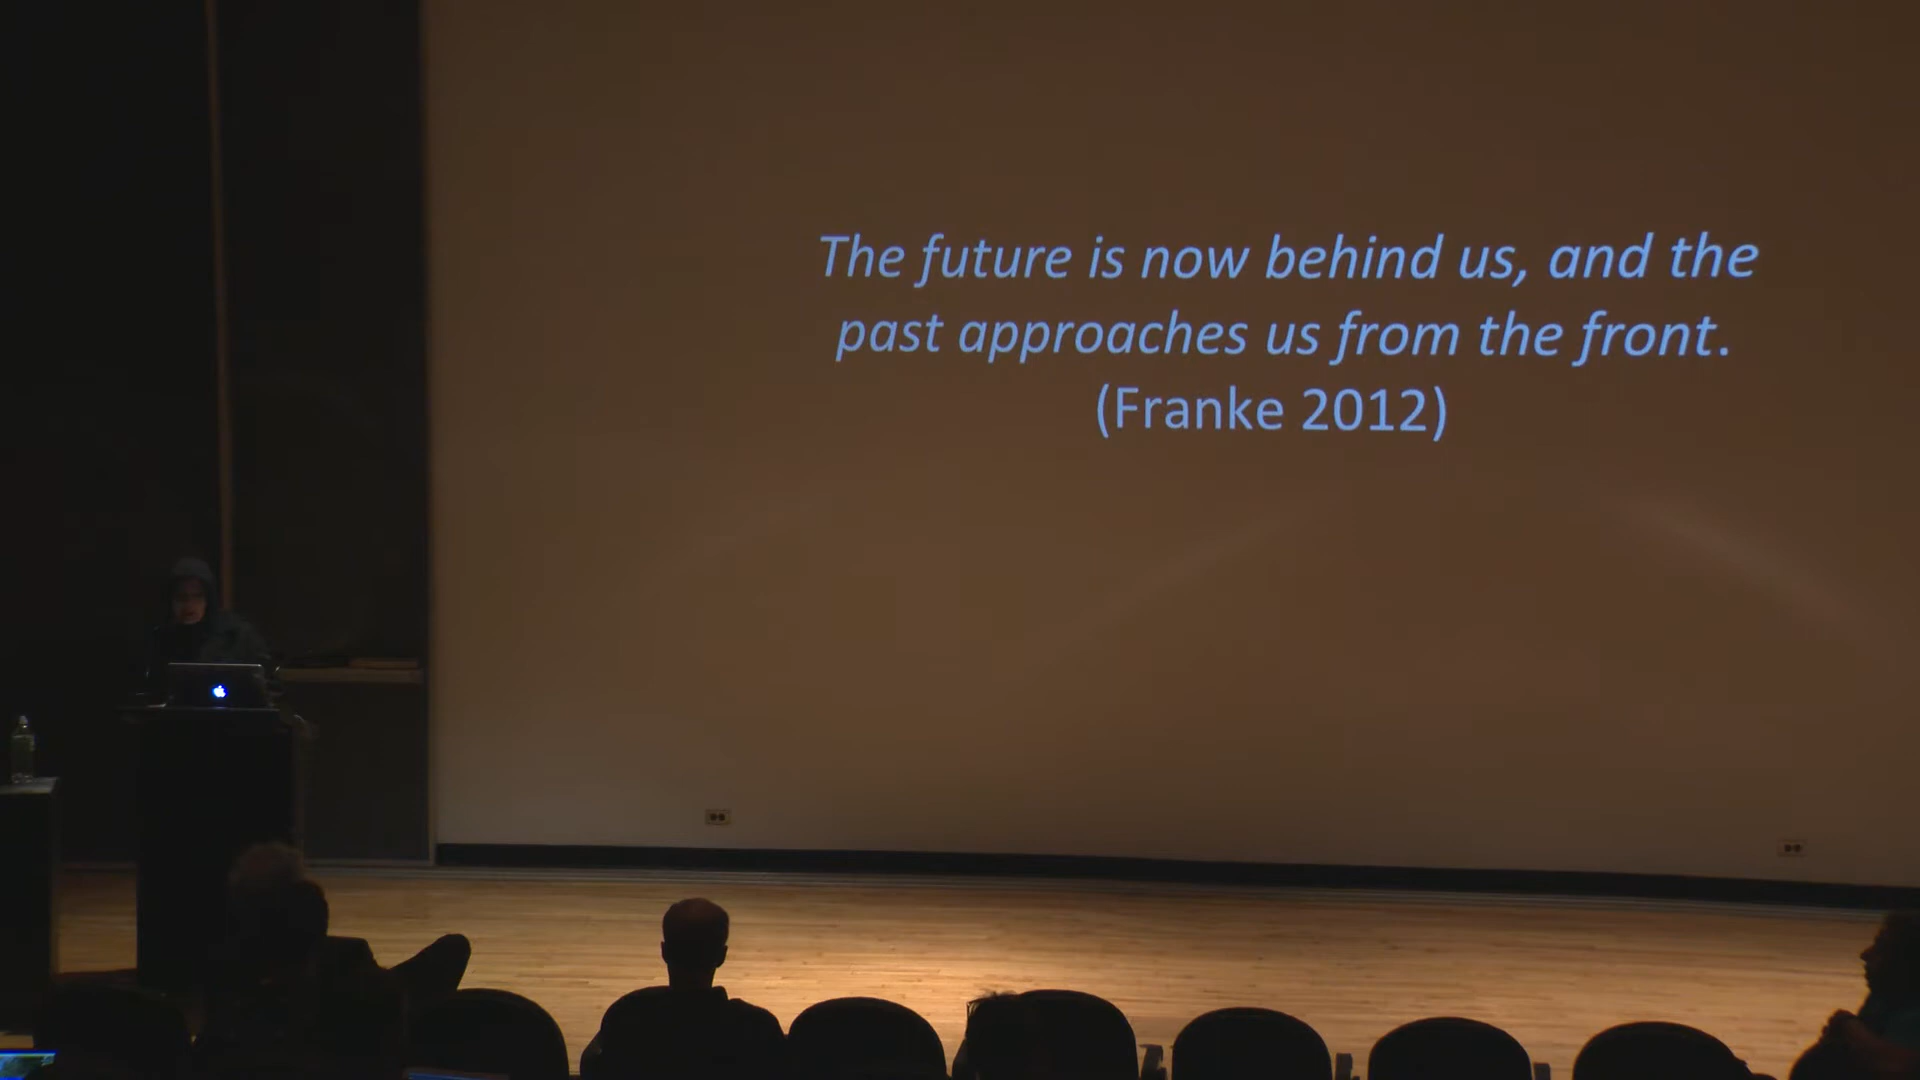 The future is now behind us, and the
past approaches us from the front.
(Franke 2012)